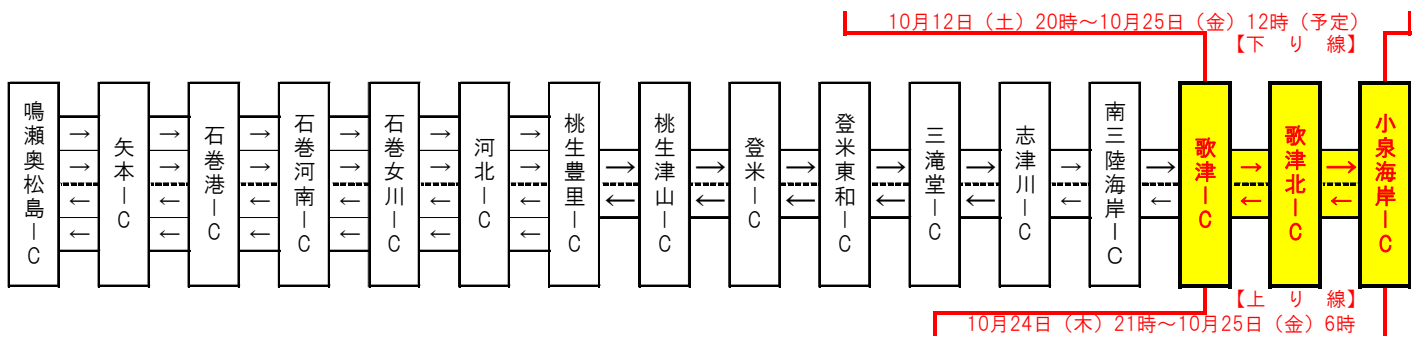 10月12日（土）20時～10月25日（金）12時（予定）
【下　り　線】
鳴瀬奥松島IC
矢本IC
石巻港IC
石巻河南IC
石巻女川IC
河北IC
桃生豊里IC
桃生津山IC
登米IC
登米東和IC
三滝堂IC
志津川IC
南三陸海岸IC
歌津IC
歌津北IC
小泉海岸IC
【上　り　線】
10月24日（木）21時～10月25日（金）6時